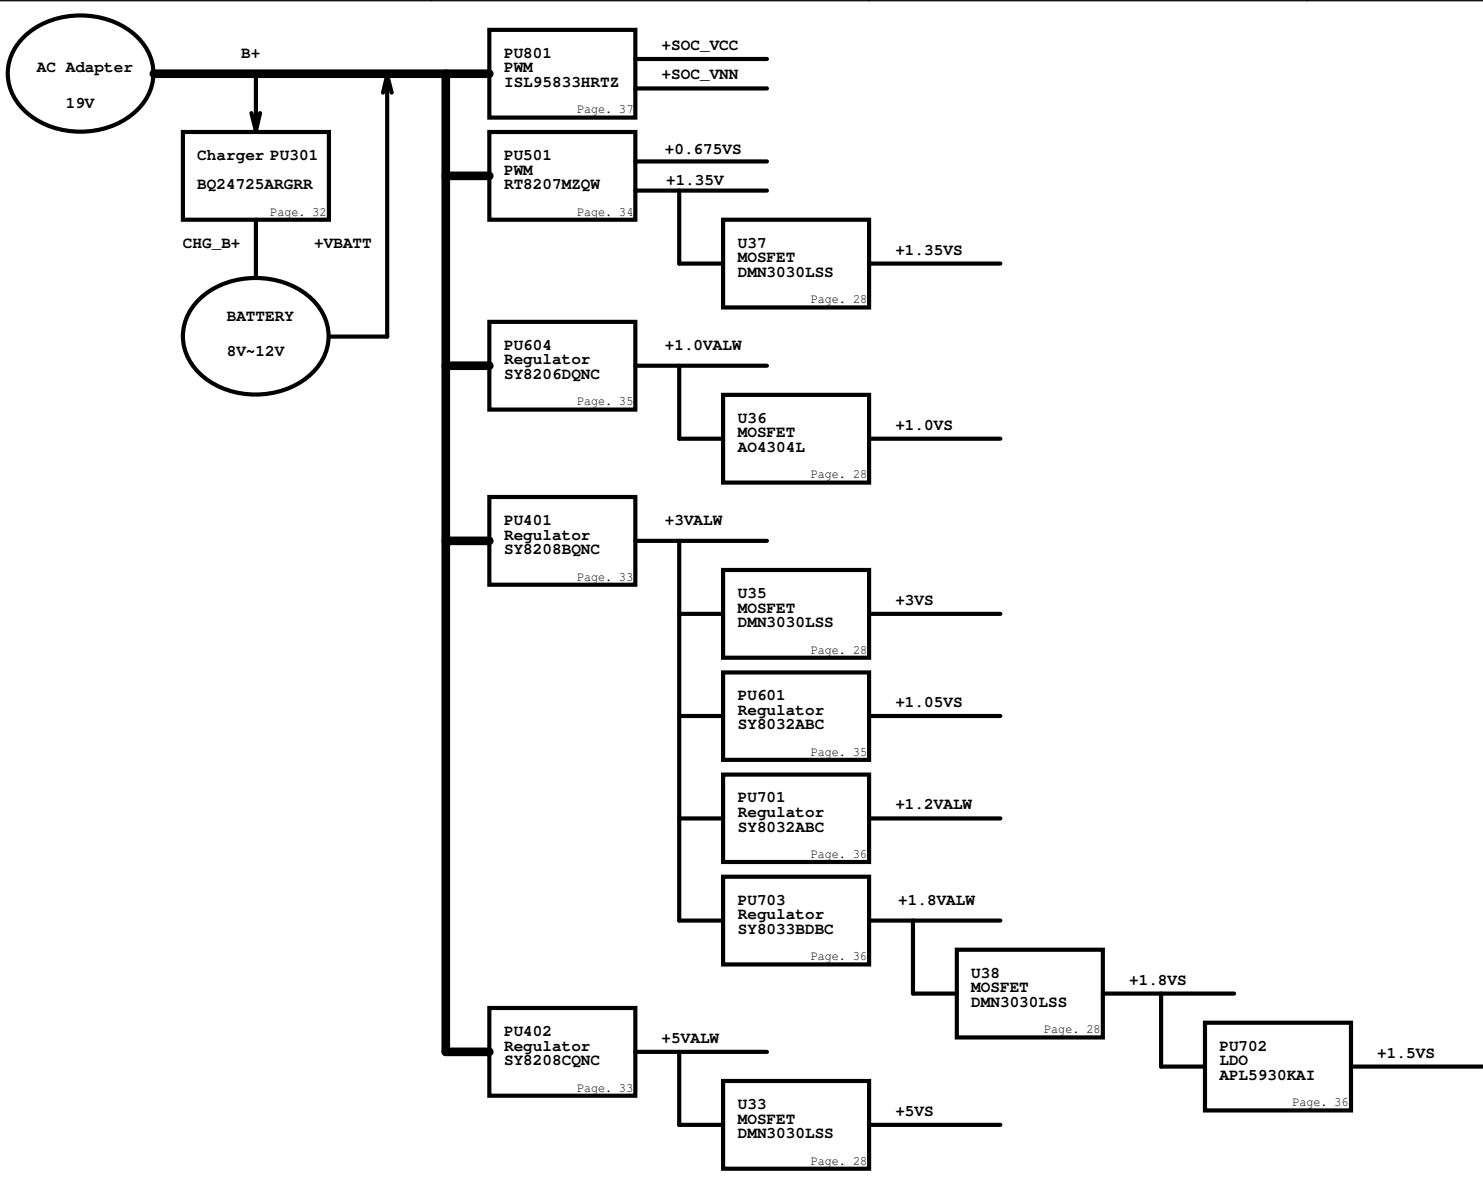 AC Adapter
19V
B+
Charger PU301
BQ24725ARGRR
Page. 32
CHG_B+
+VBATT
BATTERY
8V~12V
PU801
PWM
ISL95833HRTZ
Page. 37
+SOC_VCC
+SOC_VNN
PU501
PWM
RT8207MZQW
Page. 34
+0.675VS
+1.35V
U37
MOSFET
DMN3030LSS
Page. 28
+1.35VS
PU604
Regulator
SY8206DQNC
Page. 35
+1.0VALW
U36
MOSFET
AO4304L
Page. 28
+1.0VS
PU401
Regulator
SY8208BQNC
Page. 33
+3VALW
U35
MOSFET
DMN3030LSS
Page. 28
+3VS
PU601
Regulator
SY8032ABC
Page. 35
+1.05VS
PU701
Regulator
SY8032ABC
Page. 36
+1.2VALW
PU703
Regulator
SY8033BDBC
Page. 36
+1.8VALW
U38
MOSFET
DMN3030LSS
Page. 28
+1.8VS
PU702
LDO
APL5930KAI
Page. 36
+1.5VS
PU402
Regulator
SY8208CQNC
Page. 33
+5VALW
U33
MOSFET
DMN3030LSS
Page. 28
+5VS